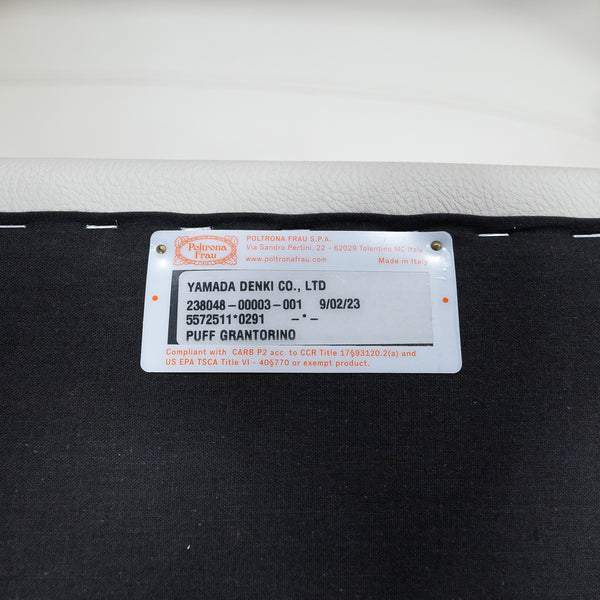 Poltrona
Frau
POLTRONA FRAU S.P.A.
Via Sandro Pertini, 22 - 62029 Tolentino MC Italy
www.poltronafrau.com Made in Italy
YAMADA DENKI CO., LTD
238048-00003-001 9/02/23
5572511*0291 -*-
PUFF GRANTORINO
Compliant with CARB P2 acc. to CCR Title 17§93120.2(a) and
US EPA TSCA Title VI - 40§770 or exempt product.